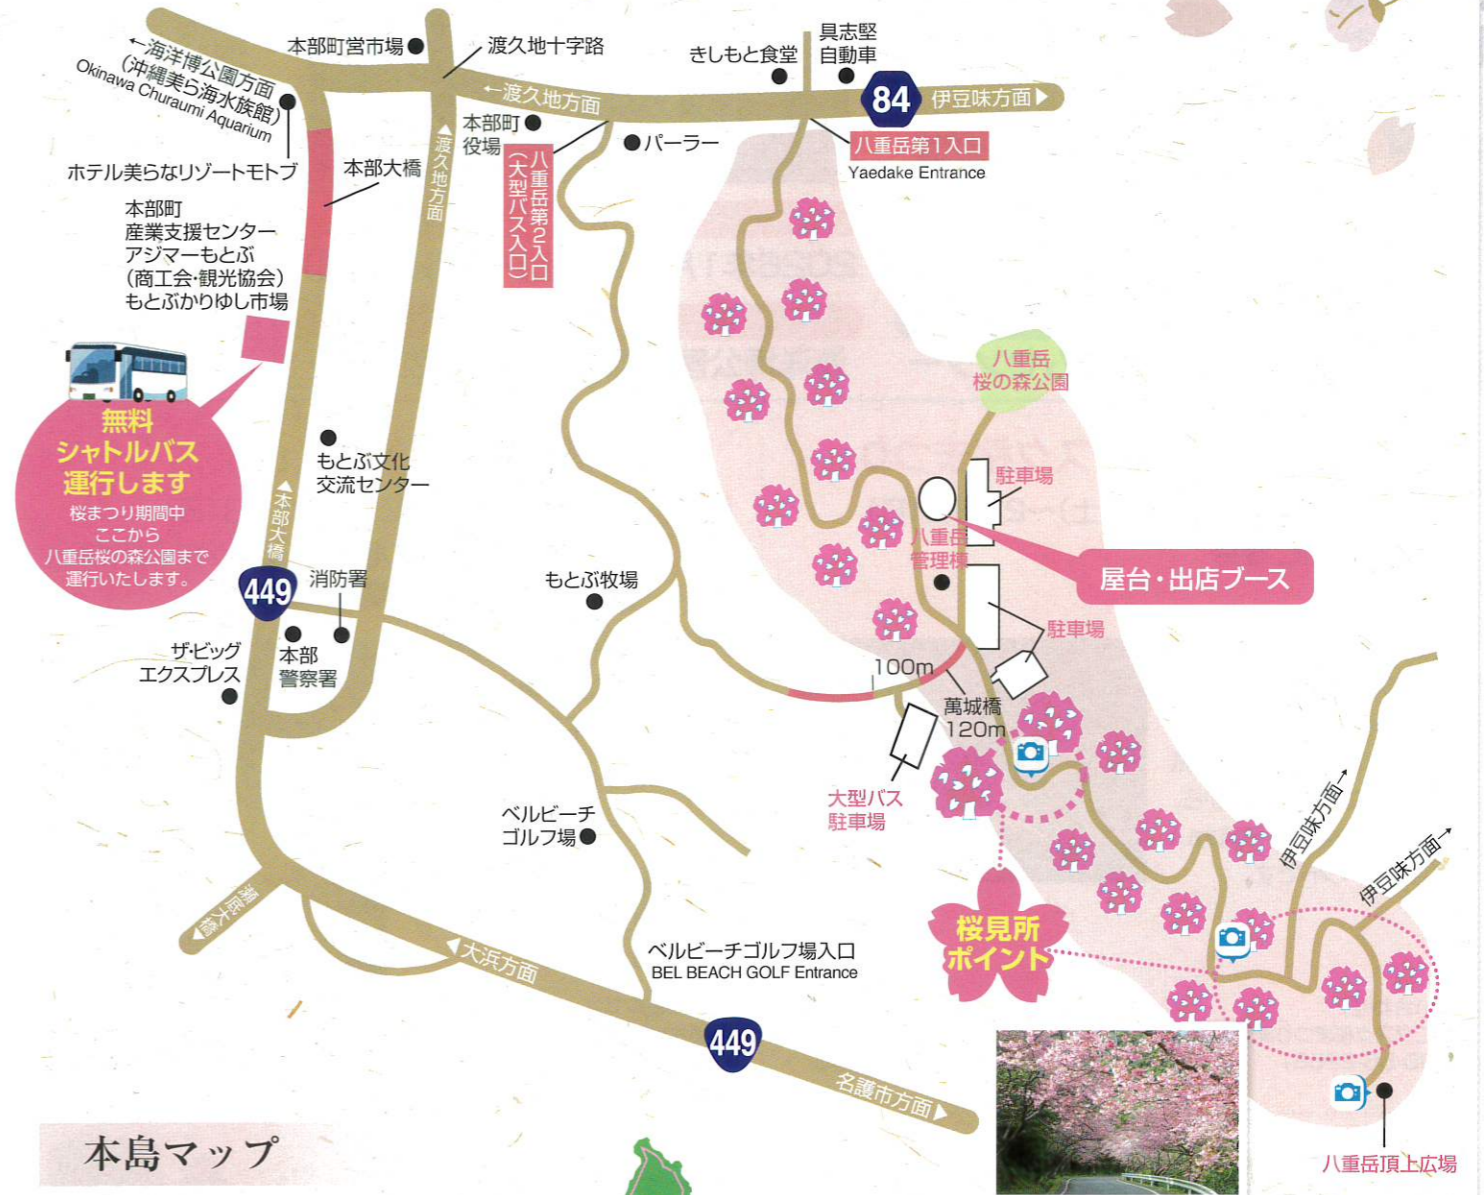 ←海洋博公園方面
（沖縄美ら海水族館）
Okinawa Churaumi Aquarium
本部町営市場
渡久地十字路
きしもと食堂
具志堅
自動車
←渡久地方面
84
伊豆味方面▶
本部町
役場
パーラー
八重岳第1入口
Yaedake Entrance
八重岳第2入口
（大型バス入口）
ホテル美らなリゾートモトブ
本部大橋
▲渡久地方面
本部町
産業支援センター
アジマーもとぶ
（商工会・観光協会）
もとぶかりゆし市場
無料
シャトルバス
運行します
桜まつり期間中
ここから
八重岳桜の森公園まで
運行いたします。
もとぶ文化
交流センター
▲本部大橋
449
消防署
本部
警察署
ザ・ビッグ
エクスプレス
もとぶ牧場
八重岳
桜の森公園
駐車場
八重岳
管理棟
屋台・出店ブース
駐車場
100m
萬城橋
120m
大型バス
駐車場
ベルビーチ
ゴルフ場
伊豆味方面→
伊豆味方面→
桜見所
ポイント
瀬底大橋▶
◀大浜方面
ベルビーチゴルフ場入口
BEL BEACH GOLF Entrance
449
名護市方面▶
八重岳頂上広場
本島マップ